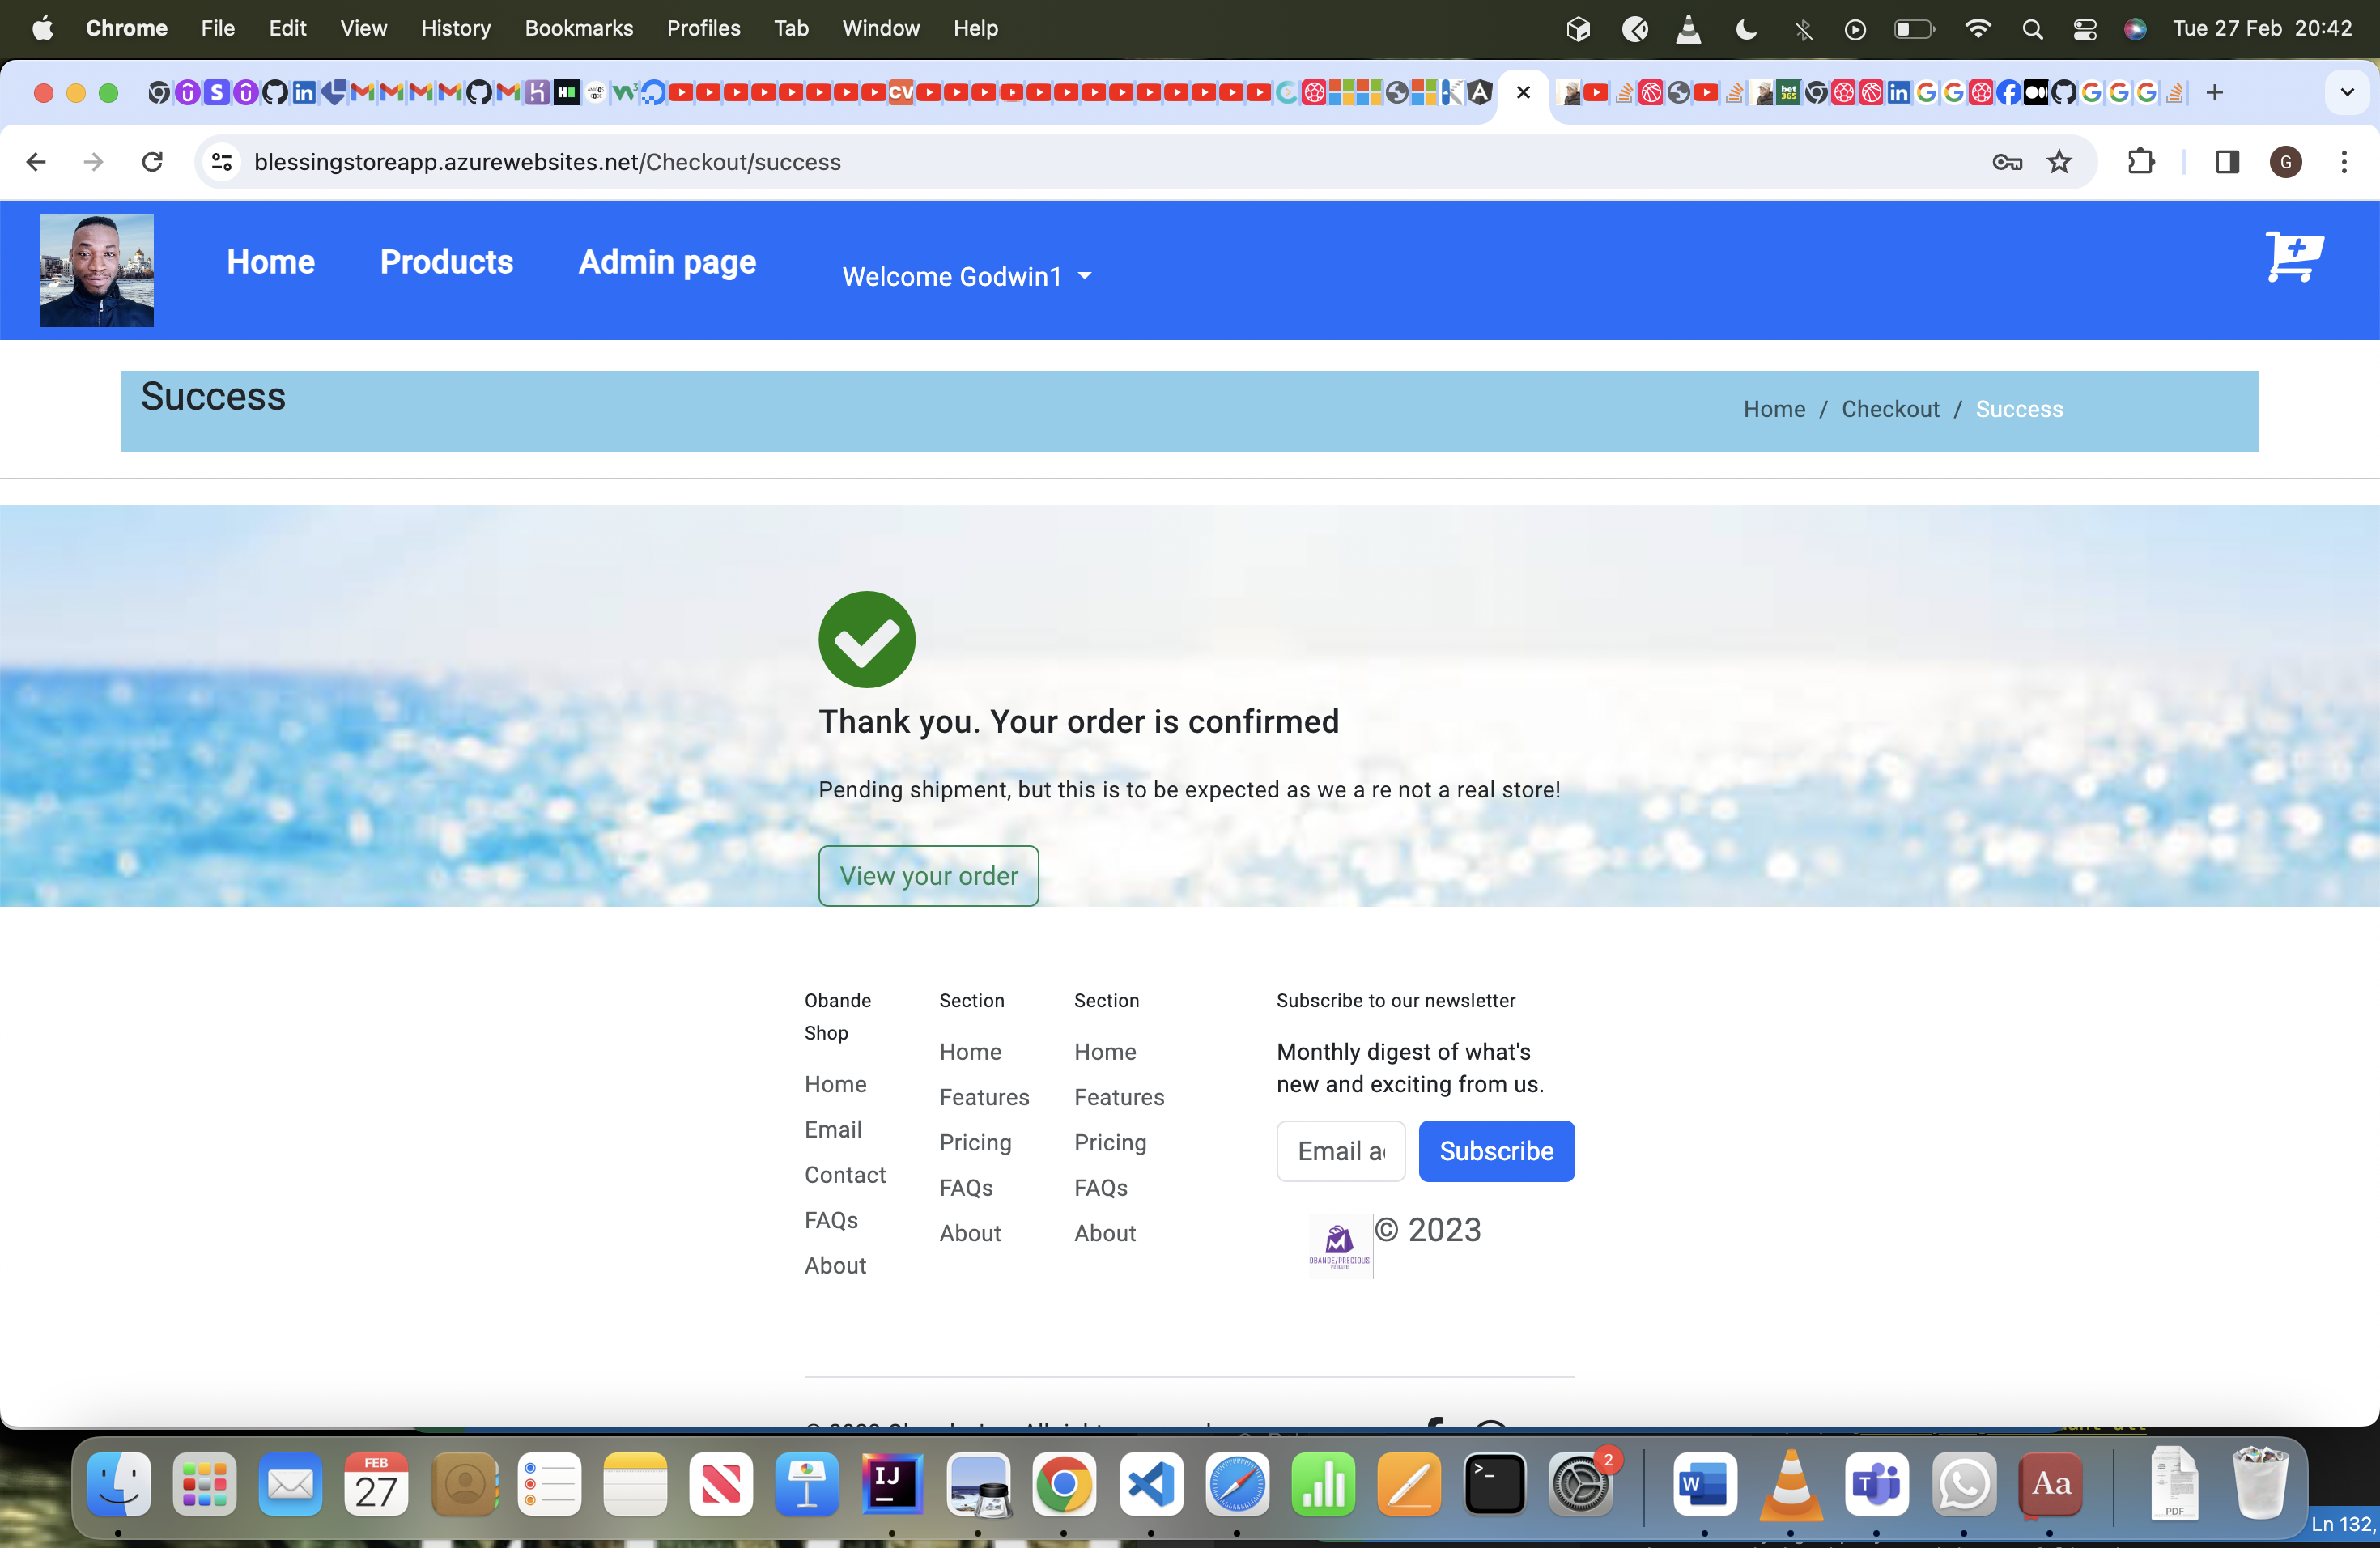 Chrome File Edit View History Bookmarks Profiles Tab Window Help Tue 27 Feb 20:42
blessingstoreapp.azurewebsites.net/Checkout/success
G
Home Products Admin page Welcome Godwin1
Success
Home / Checkout / Success
Thank you. Your order is confirmed
Pending shipment, but this is to be expected as we a re not a real store!
View your order
Obande
Shop
Home
Email
Contact
FAQs
About
Section
Home
Features
Pricing
FAQs
About
Section
Home
Features
Pricing
FAQs
About
Subscribe to our newsletter
Monthly digest of what's
new and exciting from us.
Email a
Subscribe
OBANDE/PRECIOUS
© 2023
FEB
27
IJ
2
W
T
Aa
PDF
Ln 132,